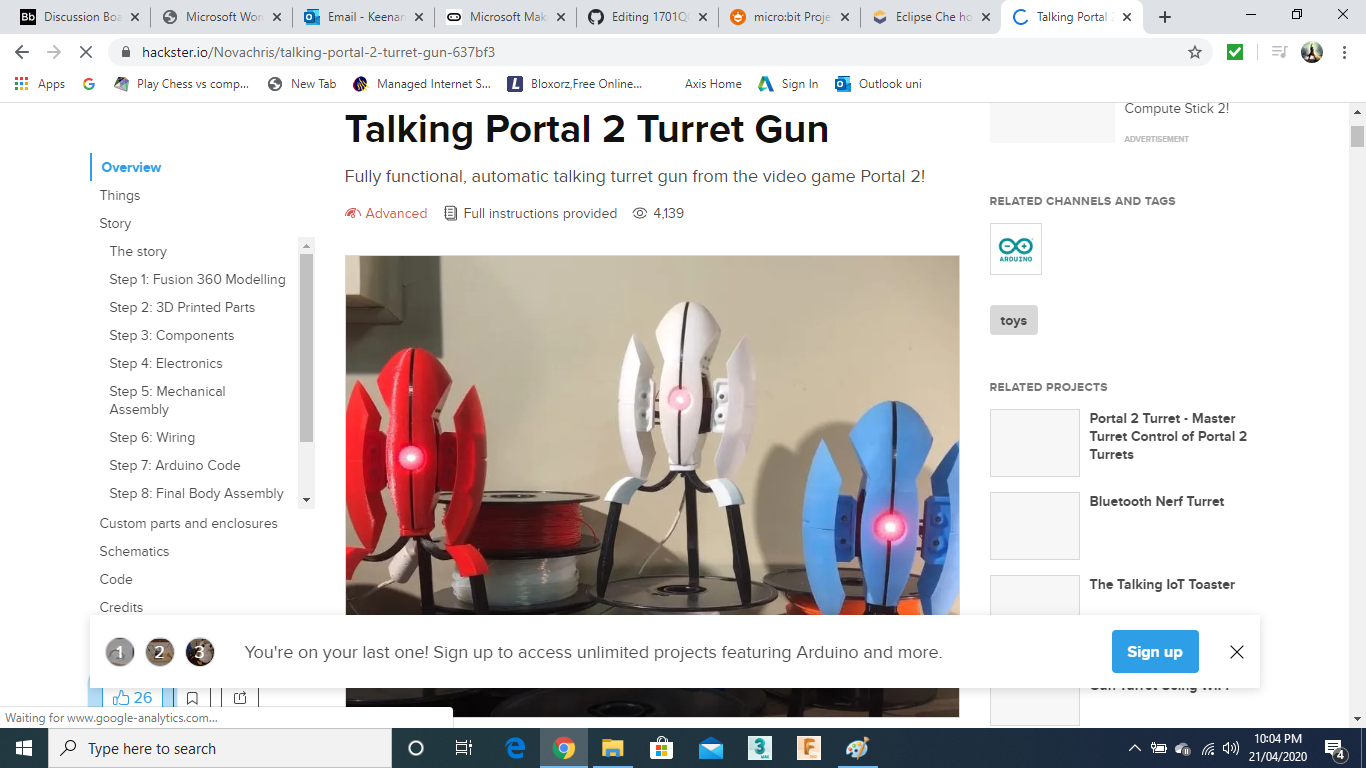 Discussion Boa
Microsoft Wor
Email - Keenan
Microsoft Mak
Editing 1701Q
micro:bit Proje
Eclipse Che ho
Talking Portal 2
hackster.io/Novachris/talking-portal-2-turret-gun-637bf3
Apps
Play Chess vs comp...
New Tab
Managed Internet S...
Bloxorz,Free Online...
Axis Home
Sign In
Outlook uni
Talking Portal 2 Turret Gun
Fully functional, automatic talking turret gun from the video game Portal 2!
Advanced
Full instructions provided
4,139
Overview
Things
Story
The story
Step 1: Fusion 360 Modelling
Step 2: 3D Printed Parts
Step 3: Components
Step 4: Electronics
Step 5: Mechanical
Assembly
Step 6: Wiring
Step 7: Arduino Code
Step 8: Final Body Assembly
Custom parts and enclosures
Schematics
Code
Credits
Compute Stick 2!
ADVERTISEMENT
RELATED CHANNELS AND TAGS
ARDUINO
toys
RELATED PROJECTS
Portal 2 Turret - Master
Turret Control of Portal 2
Turrets
Bluetooth Nerf Turret
The Talking IoT Toaster
1 2 3
You're on your last one! Sign up to access unlimited projects featuring Arduino and more.
Sign up
26
Waiting for www.google-analytics.com...
Type here to search
10:04 PM
21/04/2020
4